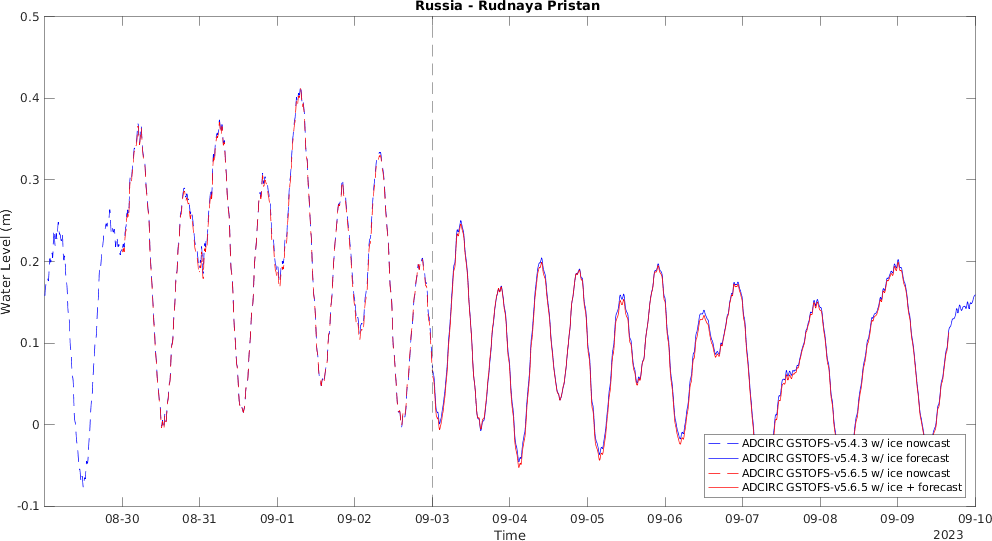 Russia - Rudnaya Pristan
0.5
0.4
0.3
0.2
0.1
0
-0.1
Water Level (m)
ADCIRC GSTOFS-v5.4.3 w/ ice nowcast
ADCIRC GSTOFS-v5.4.3 w/ ice forecast
ADCIRC GSTOFS-v5.6.5 w/ ice nowcast
ADCIRC GSTOFS-v5.6.5 w/ ice + forecast
08-30 08-31 09-01 09-02 09-03 09-04 09-05 09-06 09-07 09-08 09-09 09-10
Time
2023